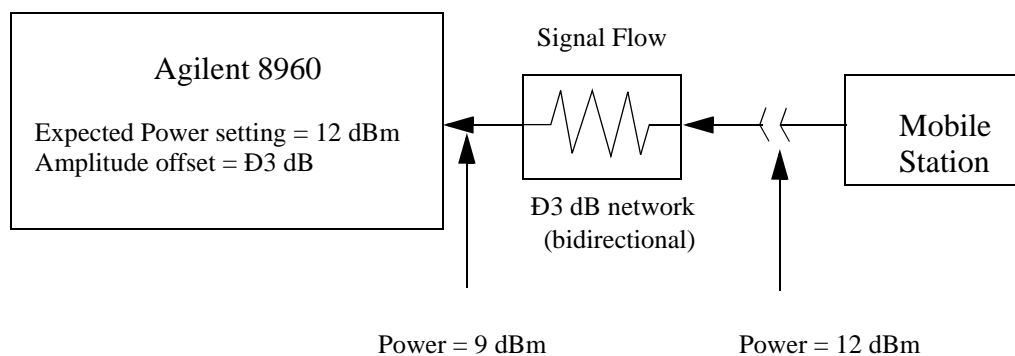 Agilent 8960
Expected Power setting = 12 dBm
Amplitude offset = Ð3 dB
Signal Flow
Ð3 dB network
(bidirectional)
Mobile
Station
Power = 9 dBm
Power = 12 dBm